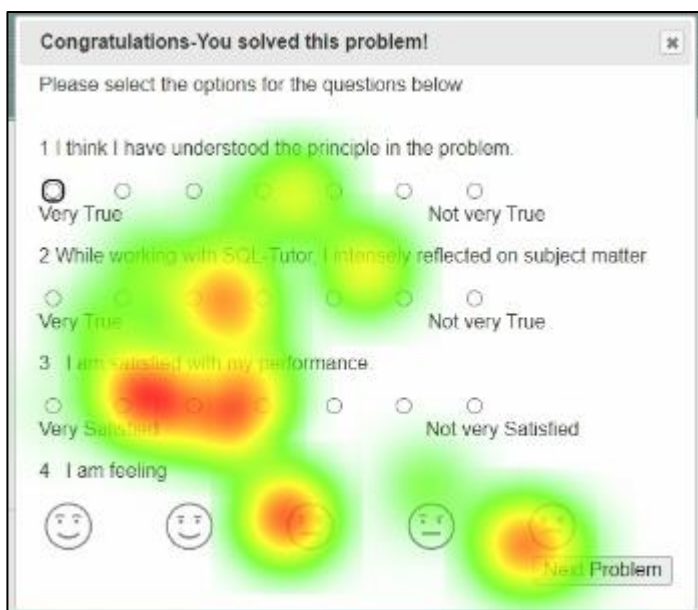 Congratulations-You solved this problem!
Please select the options for the questions below
1 I think I have understood the principle in the problem.
Very True Not very True
2 While working with SQL-Tutor, I intensely reflected on subject matter
Very True Not very True
3 I am satisfied with my performance.
Very Satisfied Not very Satisfied
4 I am feeling
Next Problem